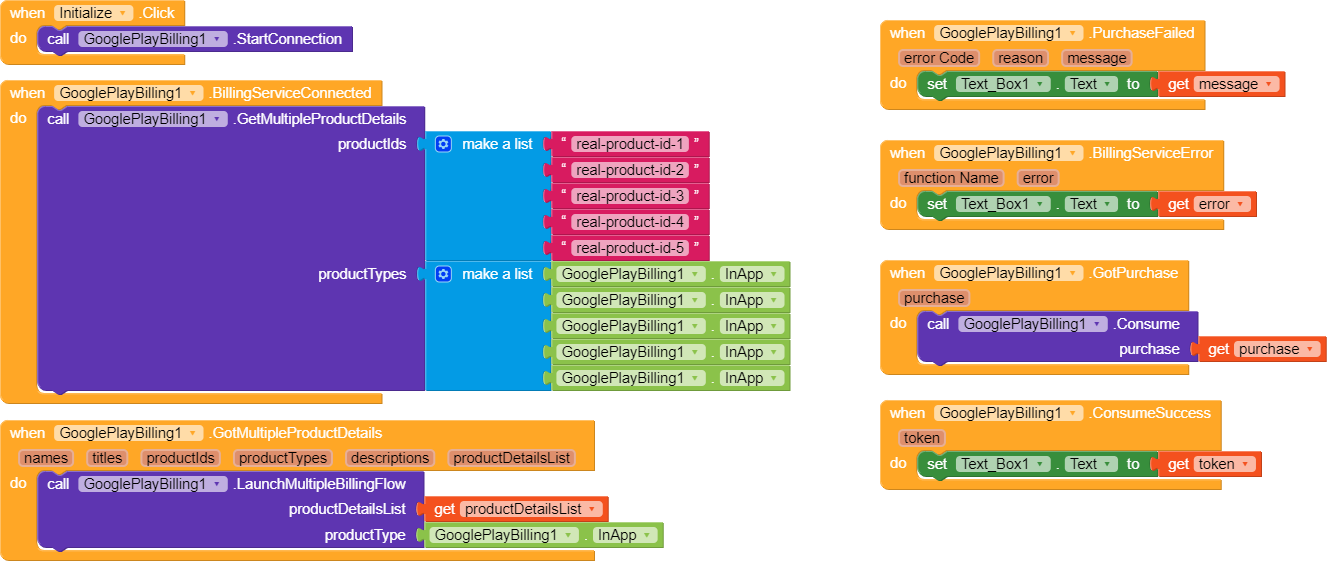 when Initialize .Click
do call GooglePlayBilling1 .StartConnection
when GooglePlayBilling1 .BillingServiceConnected
do call GooglePlayBilling1 .GetMultipleProductDetails
productIds make a list “ real-product-id-1 ”
“ real-product-id-2 ”
“ real-product-id-3 ”
“ real-product-id-4 ”
“ real-product-id-5 ”
productTypes make a list GooglePlayBilling1 . InApp
GooglePlayBilling1 . InApp
GooglePlayBilling1 . InApp
GooglePlayBilling1 . InApp
GooglePlayBilling1 . InApp
when GooglePlayBilling1 .GotMultipleProductDetails
names titles productIds productTypes descriptions productDetailsList
do call GooglePlayBilling1 .LaunchMultipleBillingFlow
productDetailsList get productDetailsList
productType GooglePlayBilling1 . InApp
when GooglePlayBilling1 .PurchaseFailed
error Code reason message
do set Text_Box1 . Text to get message
when GooglePlayBilling1 .BillingServiceError
function Name error
do set Text_Box1 . Text to get error
when GooglePlayBilling1 .GotPurchase
purchase
do call GooglePlayBilling1 .Consume
purchase get purchase
when GooglePlayBilling1 .ConsumeSuccess
token
do set Text_Box1 . Text to get token